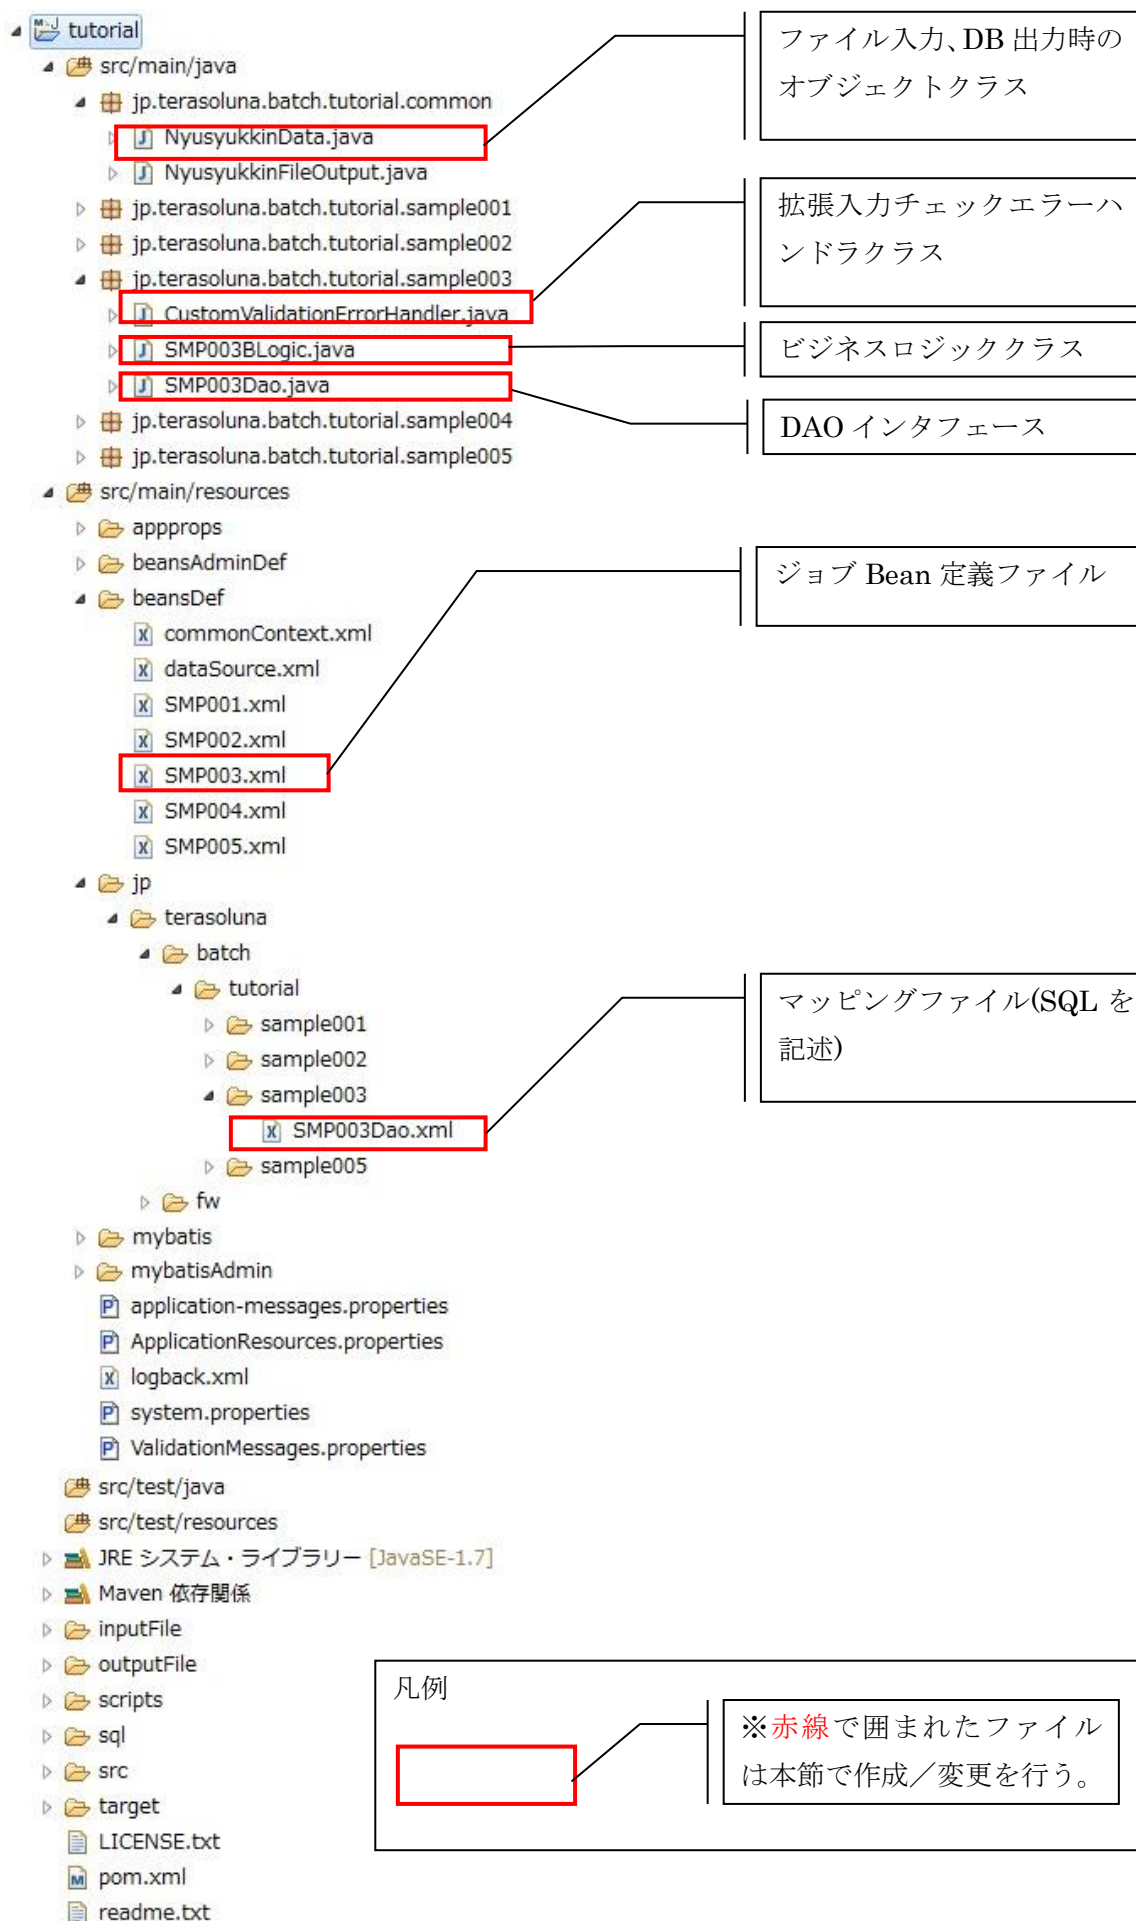 tutorial
src/main/java
jp.terasoluna.batch.tutorial.common
NyusyukkinData.java
NyusyukkinFileOutput.java
jp.terasoluna.batch.tutorial.sample001
jp.terasoluna.batch.tutorial.sample002
jp.terasoluna.batch.tutorial.sample003
CustomValidationErrorHandler.java
SMP003BLogic.java
SMP003Dao.java
jp.terasoluna.batch.tutorial.sample004
jp.terasoluna.batch.tutorial.sample005
src/main/resources
appprops
beansAdminDef
beansDef
commonContext.xml
dataSource.xml
SMP001.xml
SMP002.xml
SMP003.xml
SMP004.xml
SMP005.xml
jp
terasoluna
batch
tutorial
sample001
sample002
sample003
SMP003Dao.xml
sample005
fw
mybatis
mybatisAdmin
application-messages.properties
ApplicationResources.properties
logback.xml
system.properties
ValidationMessages.properties
src/test/java
src/test/resources
JRE システム・ライブラリー [JavaSE-1.7]
Maven 依存関係
inputFile
outputFile
scripts
sql
src
target
LICENSE.txt
pom.xml
readme.txt
ファイル入力、DB 出力時の
オブジェクトクラス
拡張入力チェックエラーハ
ンドラクラス
ビジネスロジッククラス
DAO インタフェース
ジョブ Bean 定義ファイル
マッピングファイル(SQL を
記述)
凡例
※赤線で囲まれたファイル
は本節で作成／変更を行う。